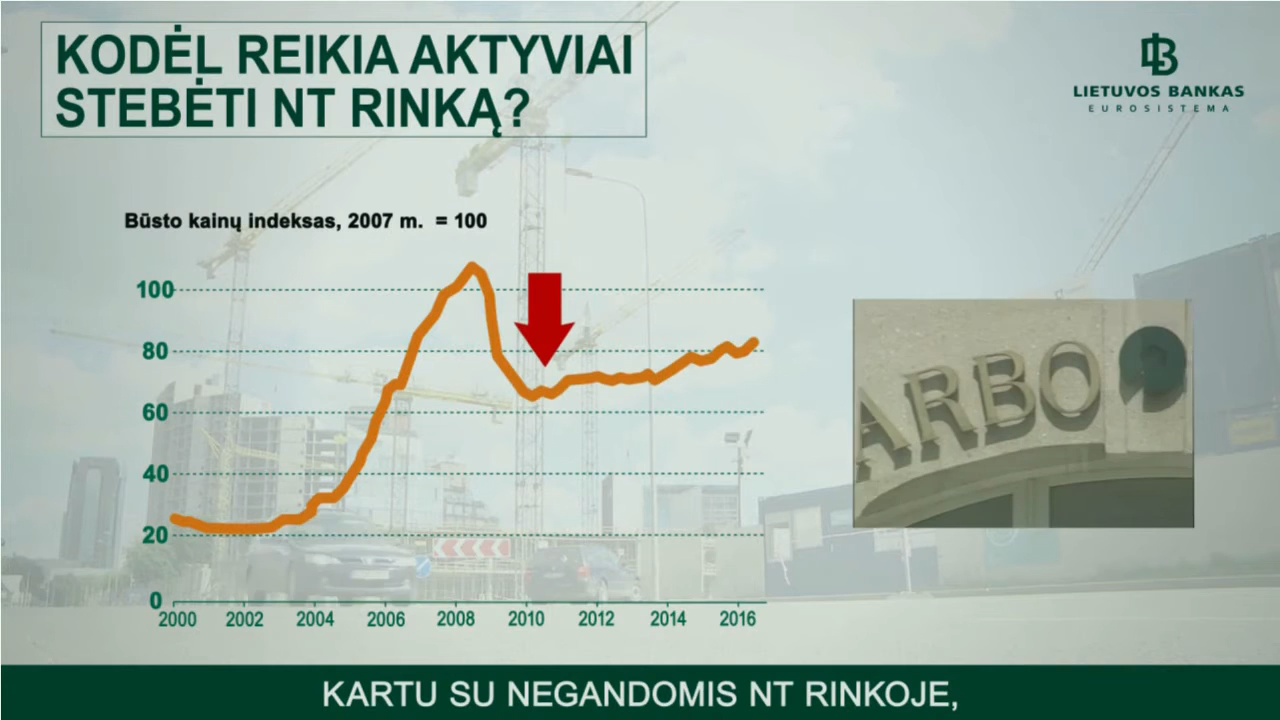 KODĖL REIKIA AKTYVIAI
STEBĖTI NT RINKĄ?
LIETUVOS BANKAS
EUROSISTEMA
Būsto kainų indeksas, 2007 m. = 100
100
80
60
40
20
0
2000 2002 2004 2006 2008 2010 2012 2014 2016
ARBO
KARTU SU NEGANDOMIS NT RINKOJE,